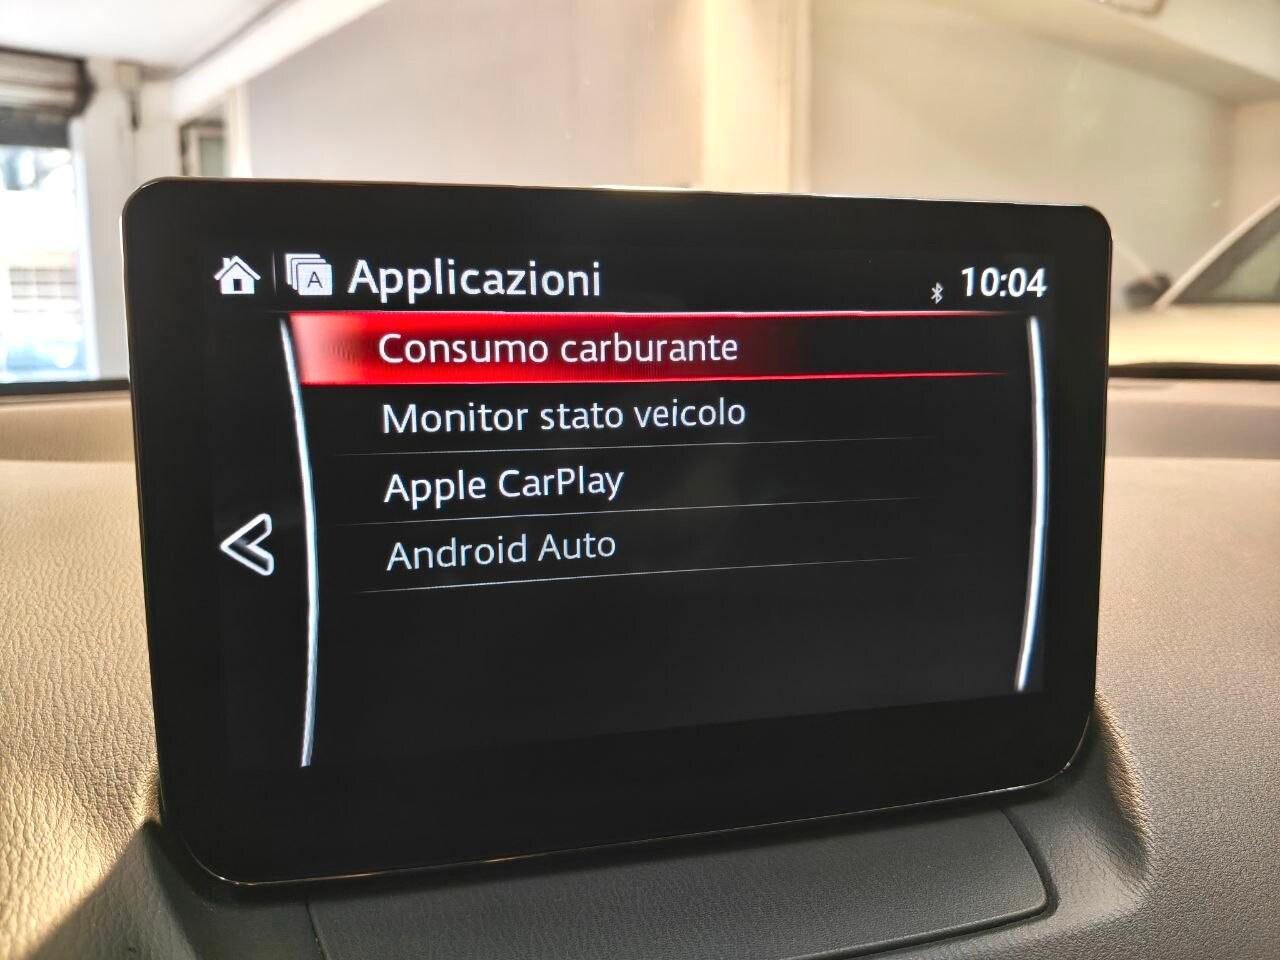 A Applicazioni 10:04
Consumo carburante
Monitor stato veicolo
Apple CarPlay
Android Auto